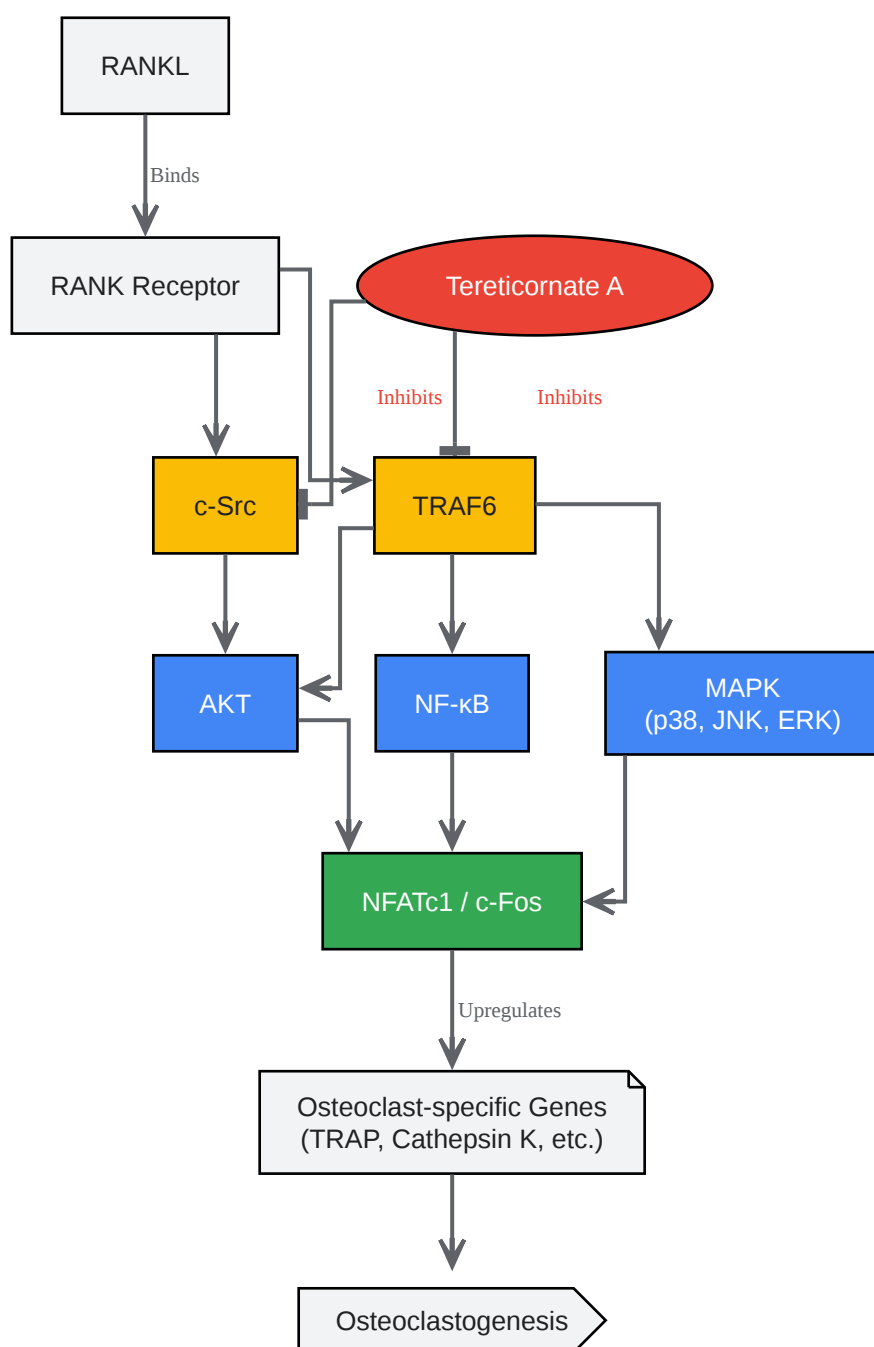 RANKL
Binds
RANK Receptor
Tereticornate A
Inhibits
Inhibits
c-Src
TRAF6
AKT
NF-κB
MAPK
(p38, JNK, ERK)
NFATc1 / c-Fos
Upregulates
Osteoclast-specific Genes
(TRAP, Cathepsin K, etc.)
Osteoclastogenesis